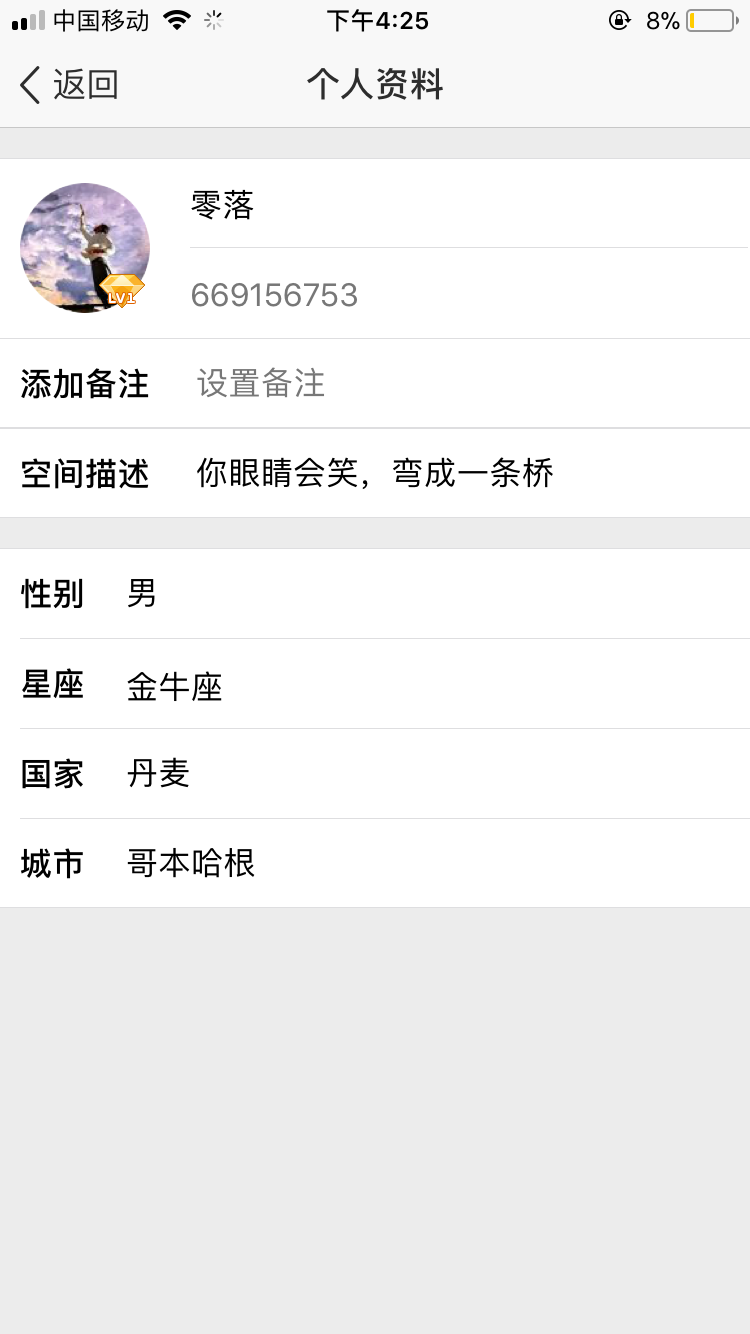 中国移动 下午4:25 8%
返回 个人资料
零落
LV1
669156753
添加备注 设置备注
空间描述 你眼睛会笑，弯成一条桥
性别 男
星座 金牛座
国家 丹麦
城市 哥本哈根